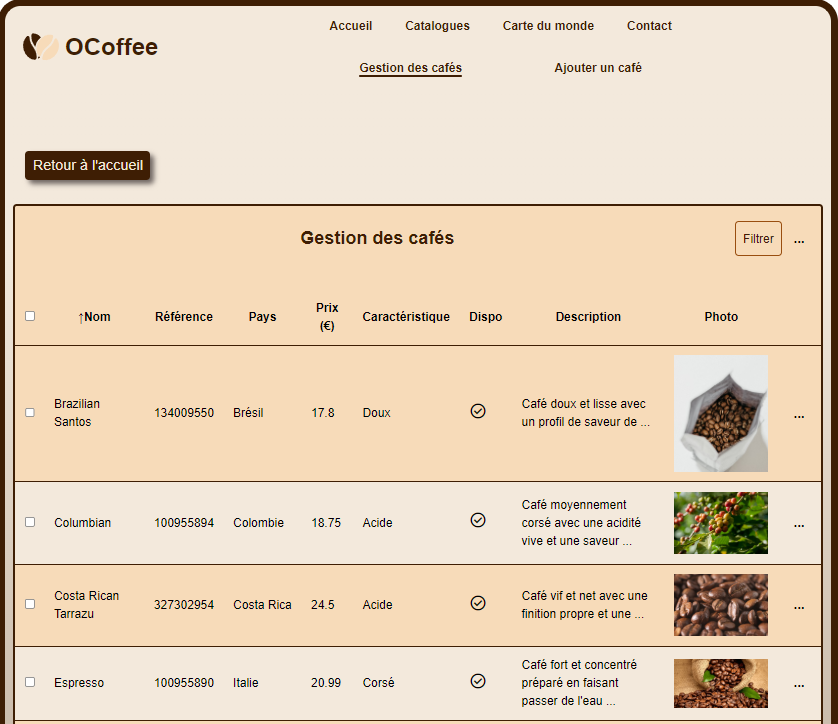 OCoffee
Accueil Catalogues Carte du monde Contact
Gestion des cafés Ajouter un café
Retour à l'accueil
Gestion des cafés
Filtrer ...
↑Nom Référence Pays Prix (€) Caractéristique Dispo Description Photo
Brazilian Santos 134009550 Brésil 17.8 Doux Café doux et lisse avec un profil de saveur de ... ...
Columbian 100955894 Colombie 18.75 Acide Café moyennement corsé avec une acidité vive et une saveur ... ...
Costa Rican Tarrazu 327302954 Costa Rica 24.5 Acide Café vif et net avec une finition propre et une ... ...
Espresso 100955890 Italie 20.99 Corsé Café fort et concentré préparé en faisant passer de l'eau ... ...